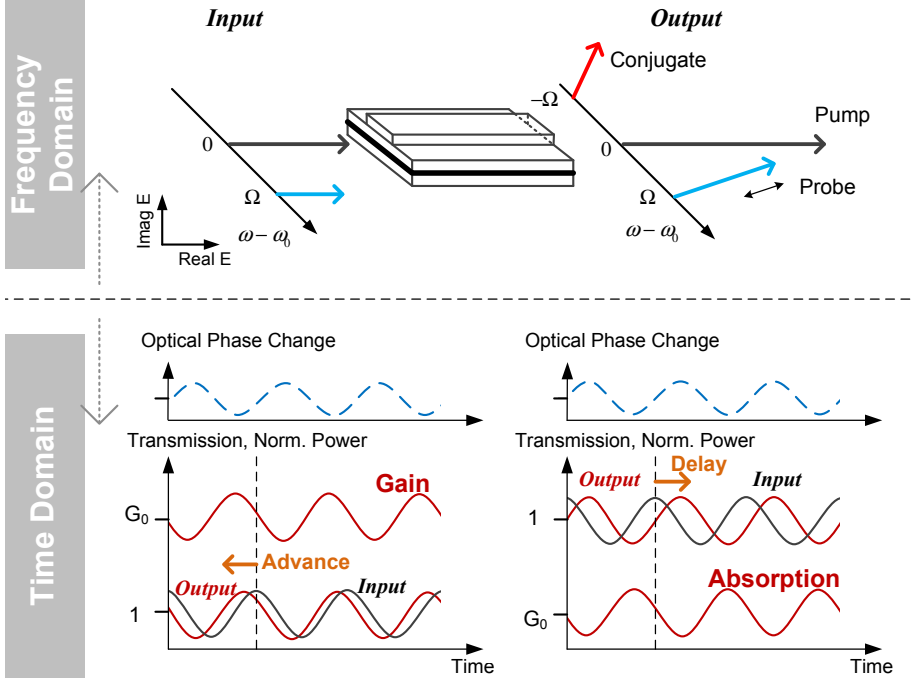 Frequency
Domain
Input
Output
Conjugate
−Ω
0
Pump
0
Ω
Ω
Probe
ω − ω₀
ω − ω₀
Imag E
Real E
Time Domain
Optical Phase Change
Optical Phase Change
Transmission, Norm. Power
Transmission, Norm. Power
Delay
Gain
Output
Input
G₀
1
Advance
Output
Input
Absorption
1
G₀
Time
Time